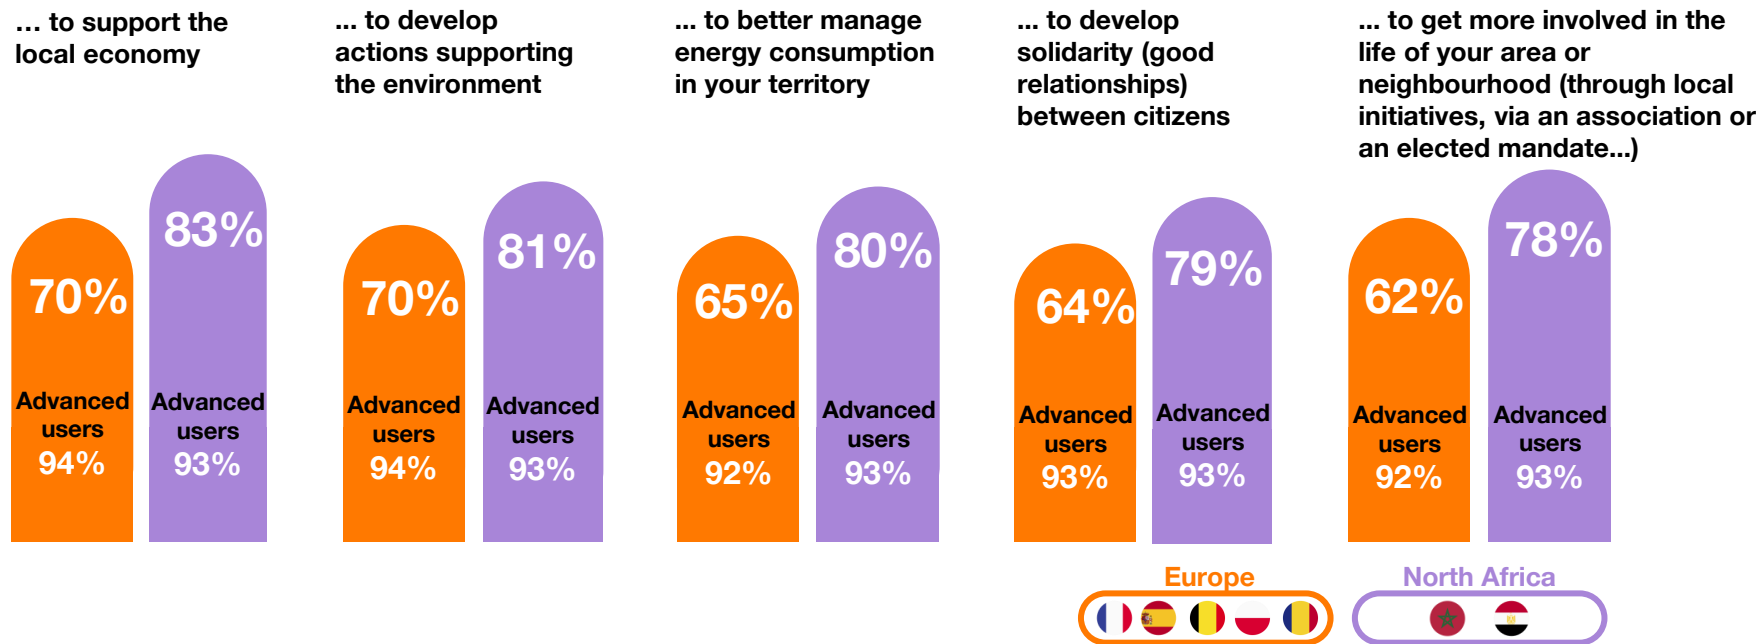 … to support the
local economy
... to develop
actions supporting
the environment
... to better manage
energy consumption
in your territory
... to develop
solidarity (good
relationships)
between citizens
... to get more involved in the
life of your area or
neighbourhood (through local
initiatives, via an association or
an elected mandate...)
70%
Advanced
users
94%
83%
Advanced
users
93%
70%
Advanced
users
94%
81%
Advanced
users
93%
65%
Advanced
users
92%
80%
Advanced
users
93%
64%
Advanced
users
93%
79%
Advanced
users
93%
62%
Advanced
users
92%
78%
Advanced
users
93%
Europe
North Africa